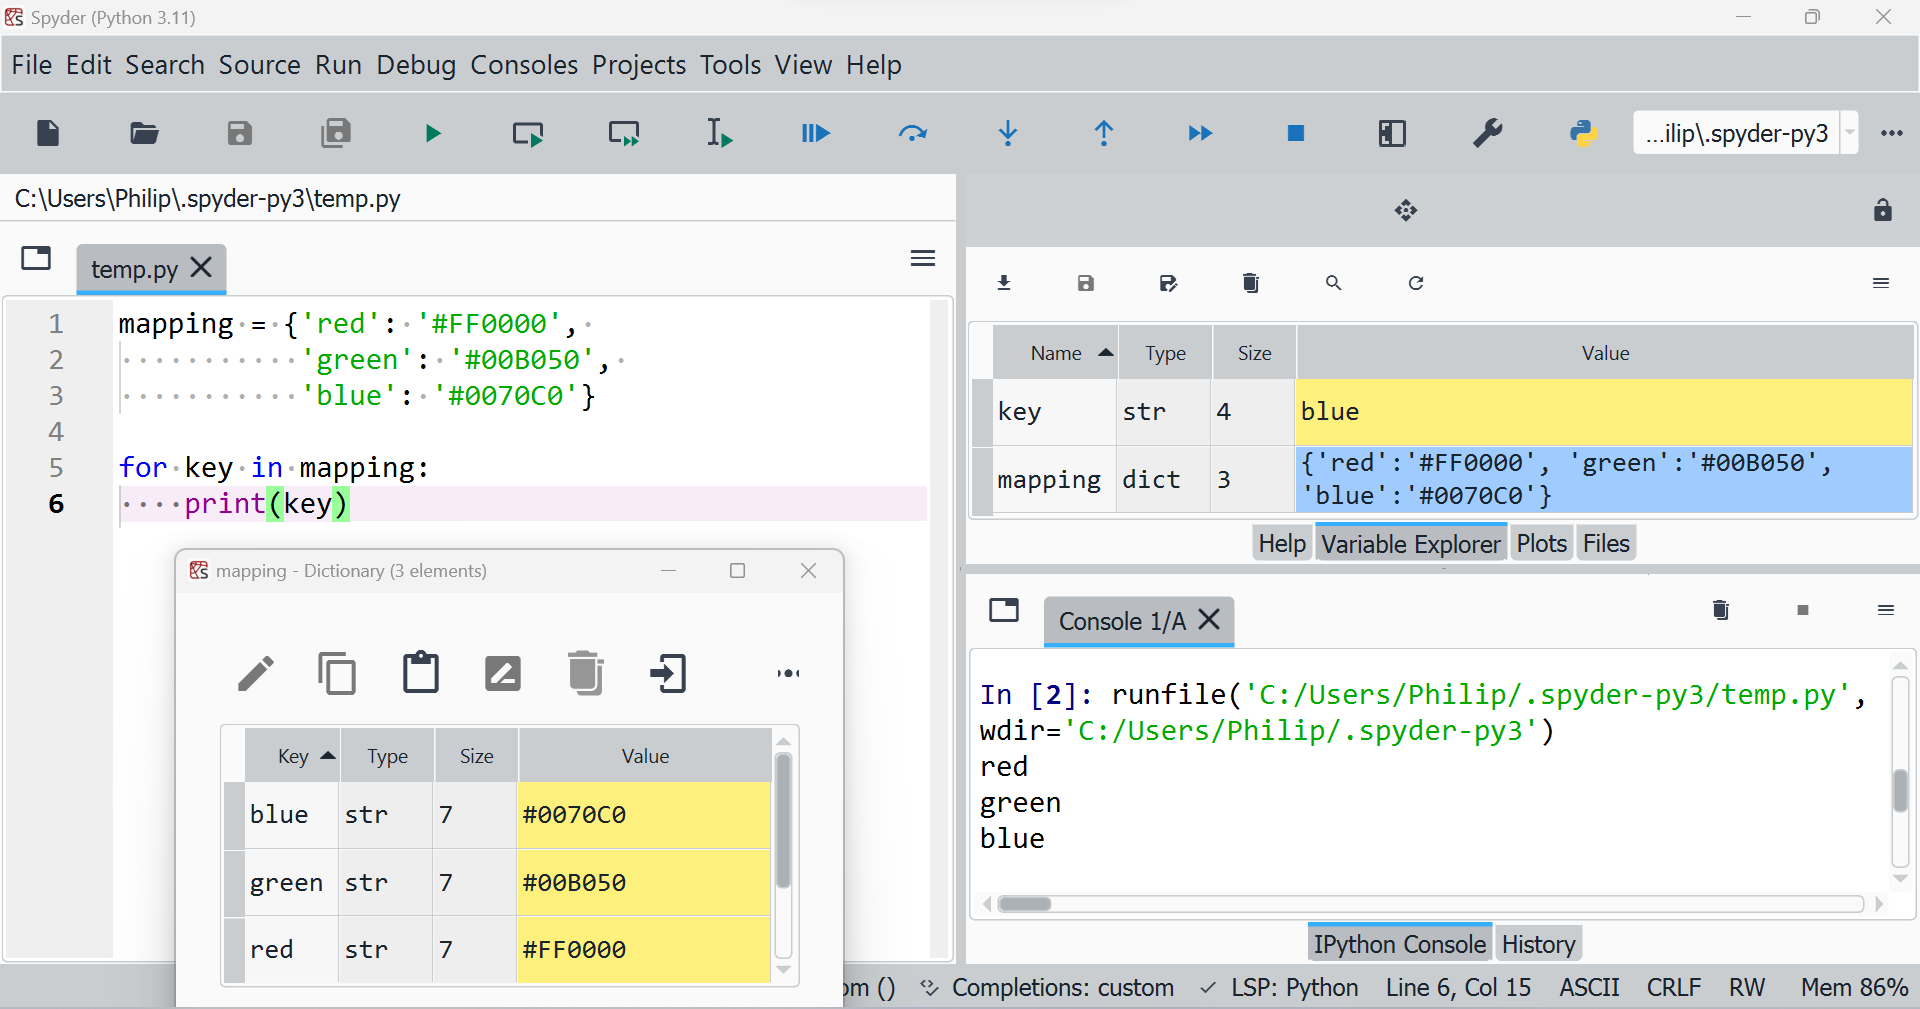 Spyder (Python 3.11)
File Edit Search Source Run Debug Consoles Projects Tools View Help
...ilip\.spyder-py3
C:\Users\Philip\.spyder-py3\temp.py
temp.py
1 mapping = {'red': '#FF0000',
2 'green': '#00B050',
3 'blue': '#0070C0'}
4
5 for key in mapping:
6 print(key)
Name Type Size Value
key str 4 blue
mapping dict 3 {'red':'#FF0000', 'green':'#00B050',
'blue':'#0070C0'}
Help Variable Explorer Plots Files
mapping - Dictionary (3 elements)
Key Type Size Value
blue str 7 #0070C0
green str 7 #00B050
red str 7 #FF0000
Console 1/A
In [2]: runfile('C:/Users/Philip/.spyder-py3/temp.py',
wdir='C:/Users/Philip/.spyder-py3')
red
green
blue
IPython Console History
om () Completions: custom LSP: Python Line 6, Col 15 ASCII CRLF RW Mem 86%